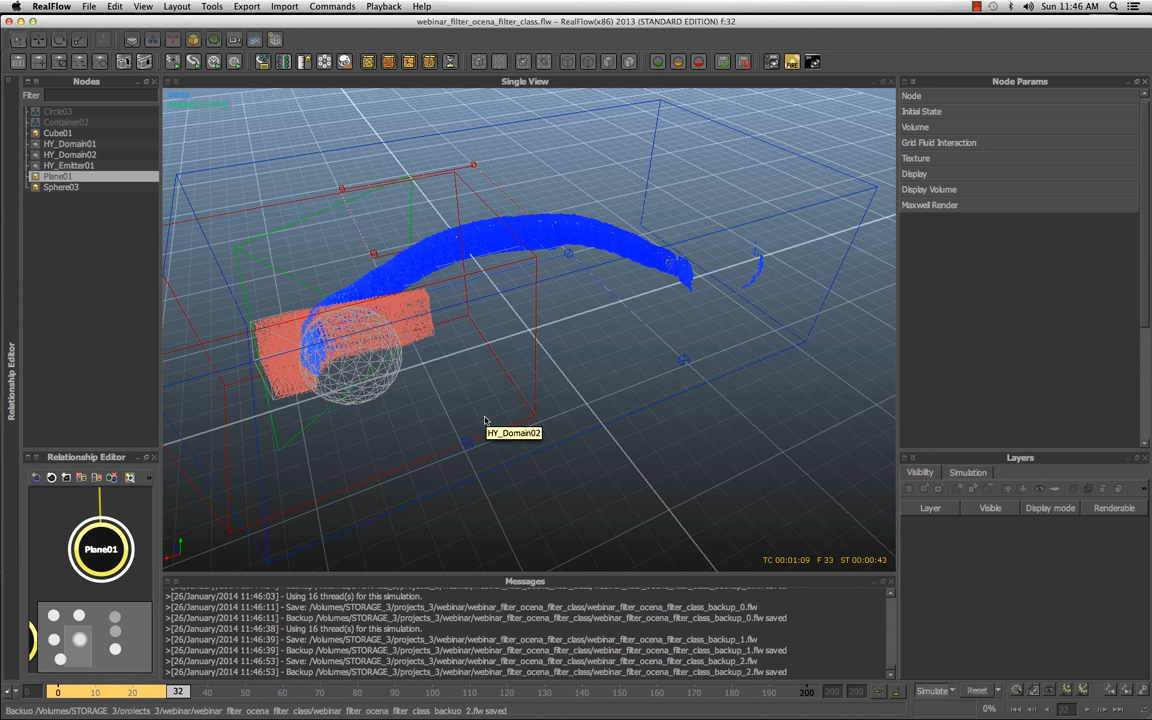 RealFlow File Edit View Layout Tools Export Import Commands Playback Help Sun 11:46 AM
webinar_filter_ocena_filter_class.flw – RealFlow(x86) 2013 (STANDARD EDITION) f:32
FIRE
Nodes
Single View
Node Params
Filter
persp
Circle03
Container02
Cube01
HY_Domain01
HY_Domain02
HY_Emitter01
Plane01
Sphere03
Node
Initial State
Volume
Grid Fluid Interaction
Texture
Display
Display Volume
Maxwell Render
Relationship Editor
HY_Domain02
TC 00:01:09 F 33 ST 00:00:43
Relationship Editor
»
Plane01
Layers
Visibility Simulation
»
Layer Visible Display mode Renderable
Messages
>[26/January/2014 11:46:03] - Using 16 thread(s) for this simulation.
>[26/January/2014 11:46:11] - Save: /Volumes/STORAGE_3/projects_3/webinar/webinar_filter_ocena_filter_class/webinar_filter_ocena_filter_class_backup_0.flw
>[26/January/2014 11:46:11] - Backup /Volumes/STORAGE_3/projects_3/webinar/webinar_filter_ocena_filter_class/webinar_filter_ocena_filter_class_backup_0.flw saved
>[26/January/2014 11:46:38] - Using 16 thread(s) for this simulation.
>[26/January/2014 11:46:39] - Save: /Volumes/STORAGE_3/projects_3/webinar/webinar_filter_ocena_filter_class/webinar_filter_ocena_filter_class_backup_1.flw
>[26/January/2014 11:46:39] - Backup /Volumes/STORAGE_3/projects_3/webinar/webinar_filter_ocena_filter_class/webinar_filter_ocena_filter_class_backup_1.flw saved
>[26/January/2014 11:46:53] - Save: /Volumes/STORAGE_3/projects_3/webinar/webinar_filter_ocena_filter_class/webinar_filter_ocena_filter_class_backup_2.flw
>[26/January/2014 11:46:53] - Backup /Volumes/STORAGE_3/projects_3/webinar/webinar_filter_ocena_filter_class/webinar_filter_ocena_filter_class_backup_2.flw saved
0 0 10 20 32 40 50 60 70 80 90 100 110 120 130 140 150 160 170 180 190 200 200 200
Simulate Reset
0% 32
Backup /Volumes/STORAGE_3/projects_3/webinar/webinar_filter_ocena_filter_class/webinar_filter_ocena_filter_class_backup_2.flw saved